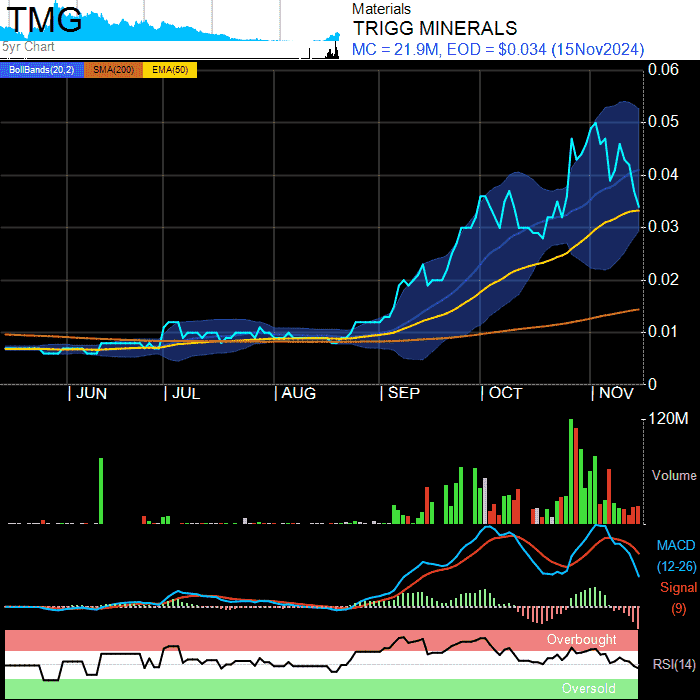 TMG
5yr Chart
Materials
TRIGG MINERALS
MC = 21.9M, EOD = $0.034 (15Nov2024)
BollBands(20,2) SMA(200) EMA(50)
0.06
0.05
0.04
0.03
0.02
0.01
0
JUN JUL AUG SEP OCT NOV
120M
Volume
MACD
(12-26)
Signal
(9)
Overbought
RSI(14)
Oversold